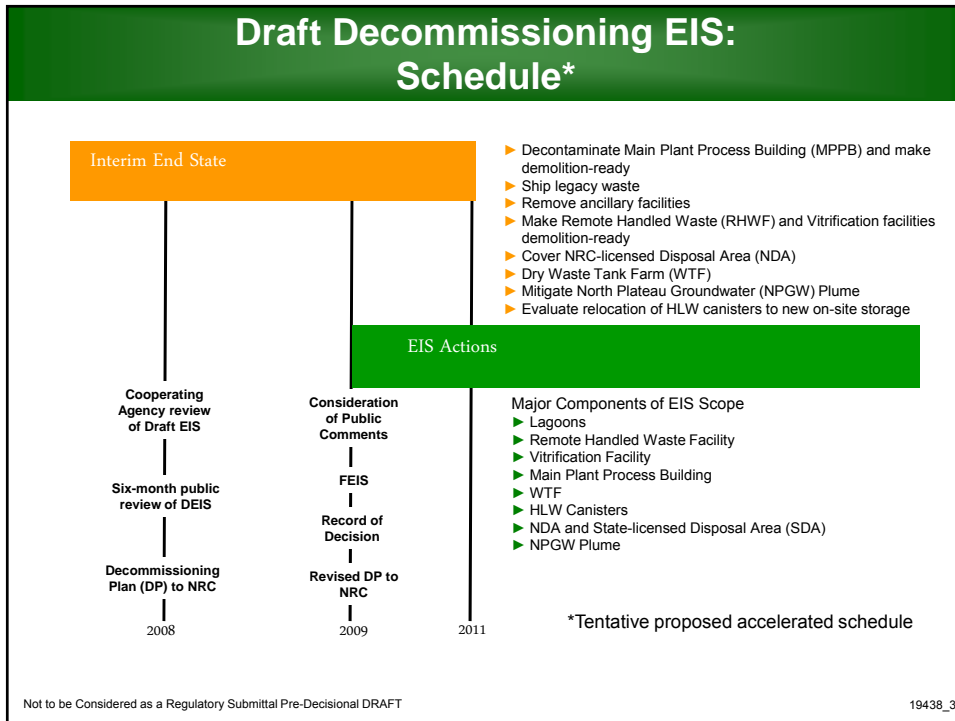 Draft Decommissioning EIS:
Schedule*
Interim End State
► Decontaminate Main Plant Process Building (MPPB) and make
demolition-ready
► Ship legacy waste
► Remove ancillary facilities
► Make Remote Handled Waste (RHWF) and Vitrification facilities
demolition-ready
► Cover NRC-licensed Disposal Area (NDA)
► Dry Waste Tank Farm (WTF)
► Mitigate North Plateau Groundwater (NPGW) Plume
► Evaluate relocation of HLW canisters to new on-site storage
EIS Actions
Cooperating
Agency review
of Draft EIS
Six-month public
review of DEIS
Decommissioning
Plan (DP) to NRC
2008
Consideration
of Public
Comments
FEIS
Record of
Decision
Revised DP to
NRC
2009
2011
Major Components of EIS Scope
► Lagoons
► Remote Handled Waste Facility
► Vitrification Facility
► Main Plant Process Building
► WTF
► HLW Canisters
► NDA and State-licensed Disposal Area (SDA)
► NPGW Plume
*Tentative proposed accelerated schedule
Not to be Considered as a Regulatory Submittal Pre-Decisional DRAFT
19438_3